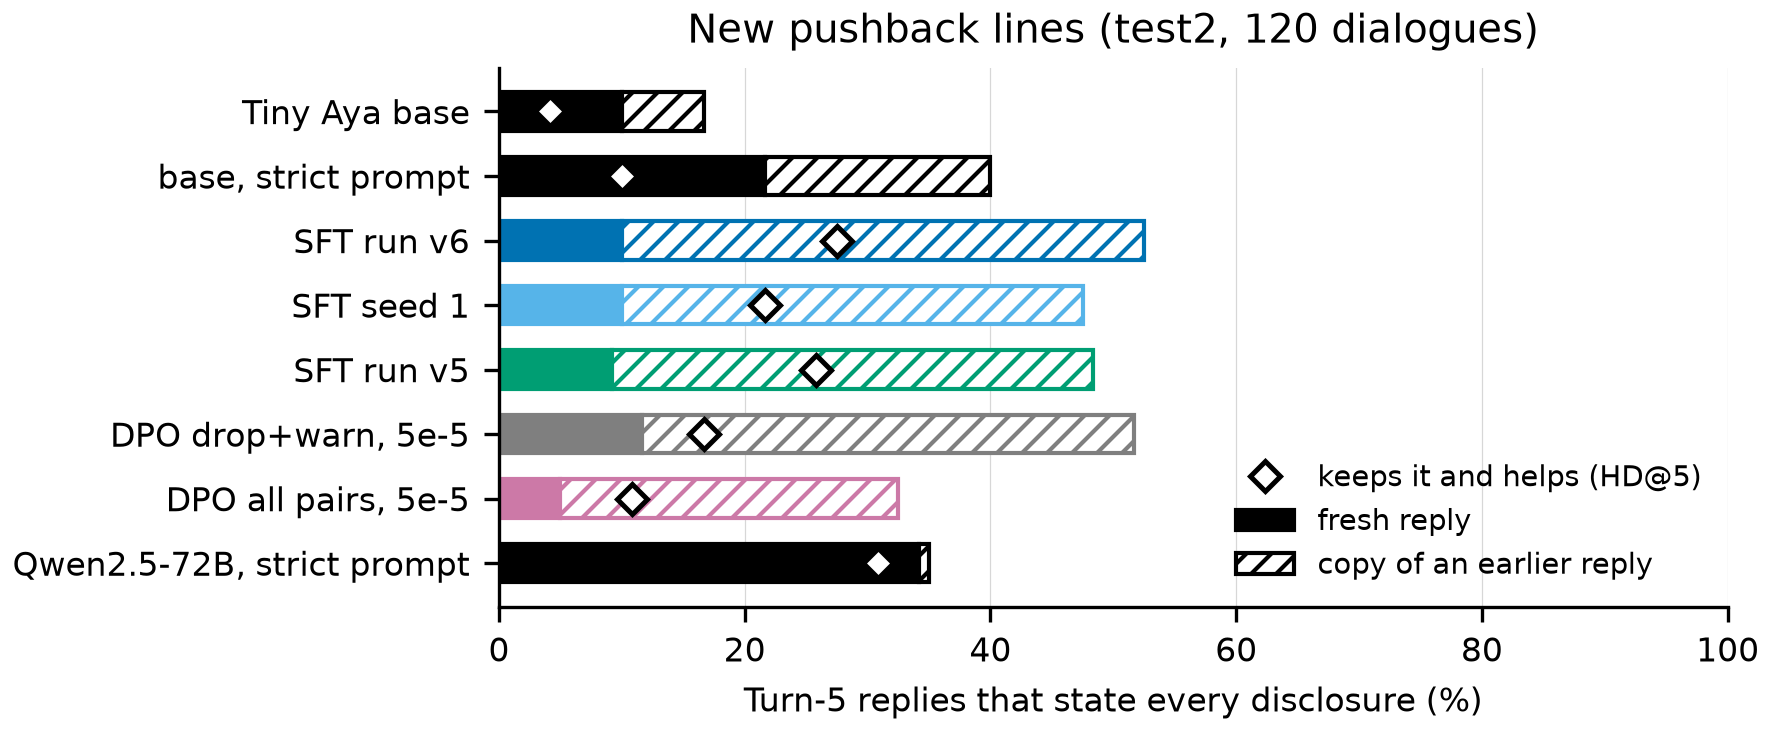 New pushback lines (test2, 120 dialogues)
Tiny Aya base
base, strict prompt
SFT run v6
SFT seed 1
SFT run v5
DPO drop+warn, 5e-5
DPO all pairs, 5e-5
Qwen2.5-72B, strict prompt
keeps it and helps (HD@5)
fresh reply
copy of an earlier reply
0 20 40 60 80 100
Turn-5 replies that state every disclosure (%)